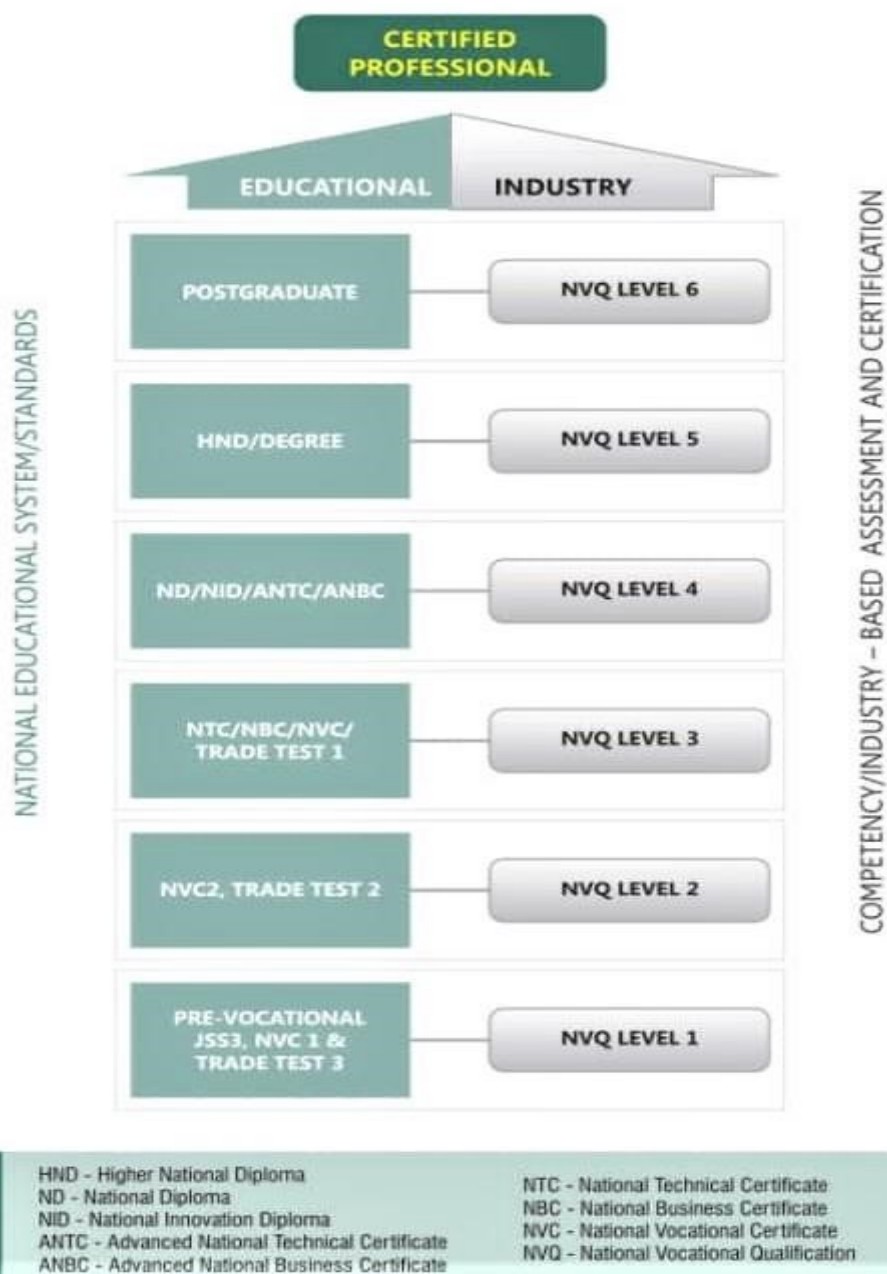 CERTIFIED
PROFESSIONAL
EDUCATIONAL
INDUSTRY
NATIONAL EDUCATIONAL SYSTEM/STANDARDS
COMPETENCY/INDUSTRY – BASED ASSESSMENT AND CERTIFICATION
POSTGRADUATE
NVQ LEVEL 6
HND/DEGREE
NVQ LEVEL 5
ND/NID/ANTC/ANBC
NVQ LEVEL 4
NTC/NBC/NVC/
TRADE TEST 1
NVQ LEVEL 3
NVC2, TRADE TEST 2
NVQ LEVEL 2
PRE-VOCATIONAL
JSS3, NVC 1 &
TRADE TEST 3
NVQ LEVEL 1
HND - Higher National Diploma
ND - National Diploma
NID - National Innovation Diploma
ANTC - Advanced National Technical Certificate
ANBC - Advanced National Business Certificate
NTC - National Technical Certificate
NBC - National Business Certificate
NVC - National Vocational Certificate
NVQ - National Vocational Qualification